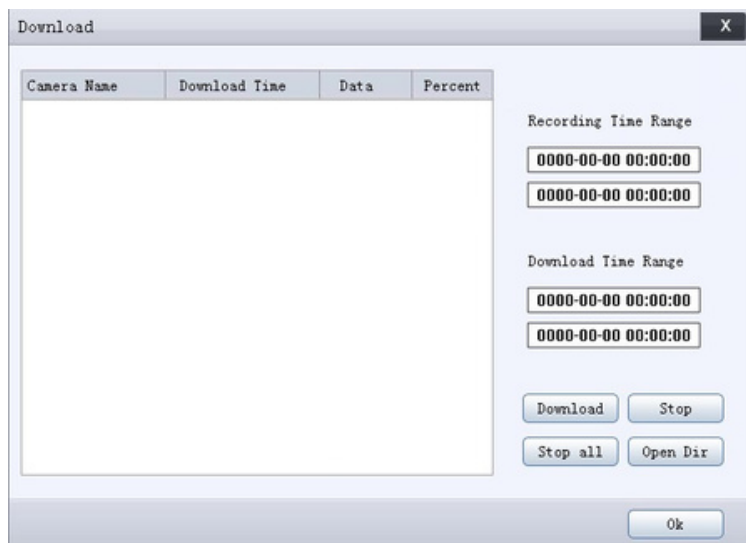 Download X
Camera Name Download Time Data Percent
Recording Time Range
0000-00-00 00:00:00
0000-00-00 00:00:00
Download Time Range
0000-00-00 00:00:00
0000-00-00 00:00:00
Download Stop
Stop all Open Dir
Ok